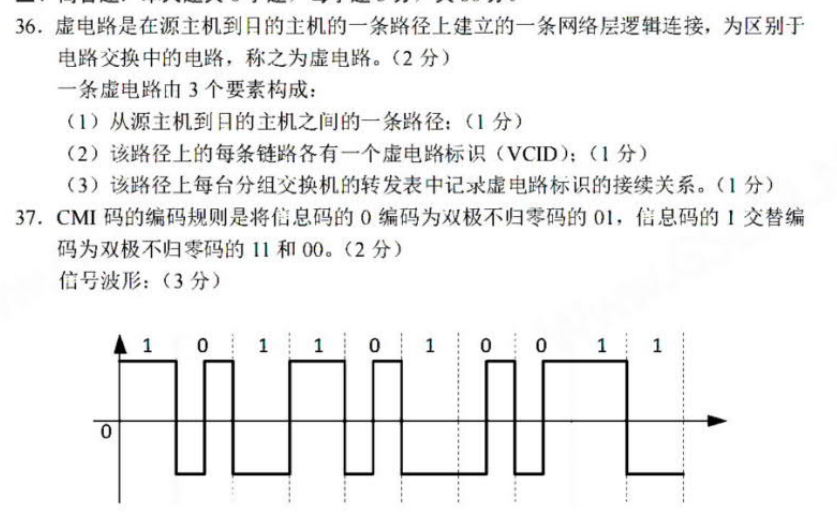 36．虚电路是在源主机到目的主机的一条路径上建立的一条网络层逻辑连接，为区别于
电路交换中的电路，称之为虚电路。（2 分）
一条虚电路由 3 个要素构成：
（1）从源主机到目的主机之间的一条路径；（1 分）
（2）该路径上的每条链路各有一个虚电路标识（VCID）；（1 分）
（3）该路径上每台分组交换机的转发表中记录虚电路标识的接续关系。（1 分）
37．CMI 码的编码规则是将信息码的 0 编码为双极不归零码的 01，信息码的 1 交替编
码为双极不归零码的 11 和 00。（2 分）
信号波形：（3 分）
1 0 1 1 0 1 0 0 1 1
0